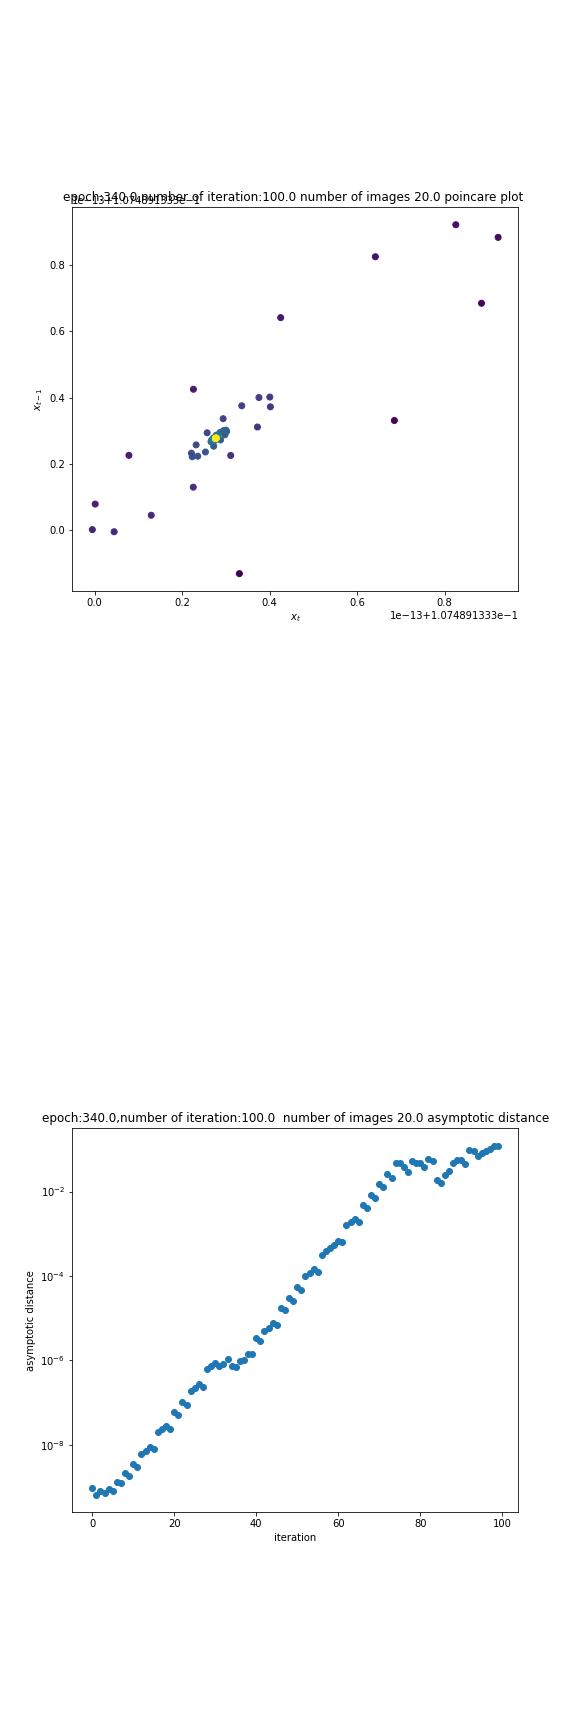 epoch:340.0,number of iteration:100.0 number of images 20.0 poincare plot
1e−13+1.074891333e−1
0.8
0.6
0.4
0.2
0.0
x_{t−1}
0.0 0.2 0.4 0.6 0.8
x_t
1e−13+1.074891333e−1
epoch:340.0,number of iteration:100.0  number of images 20.0 asymptotic distance
10^{−2}
10^{−4}
10^{−6}
10^{−8}
asymptotic distance
0 20 40 60 80 100
iteration